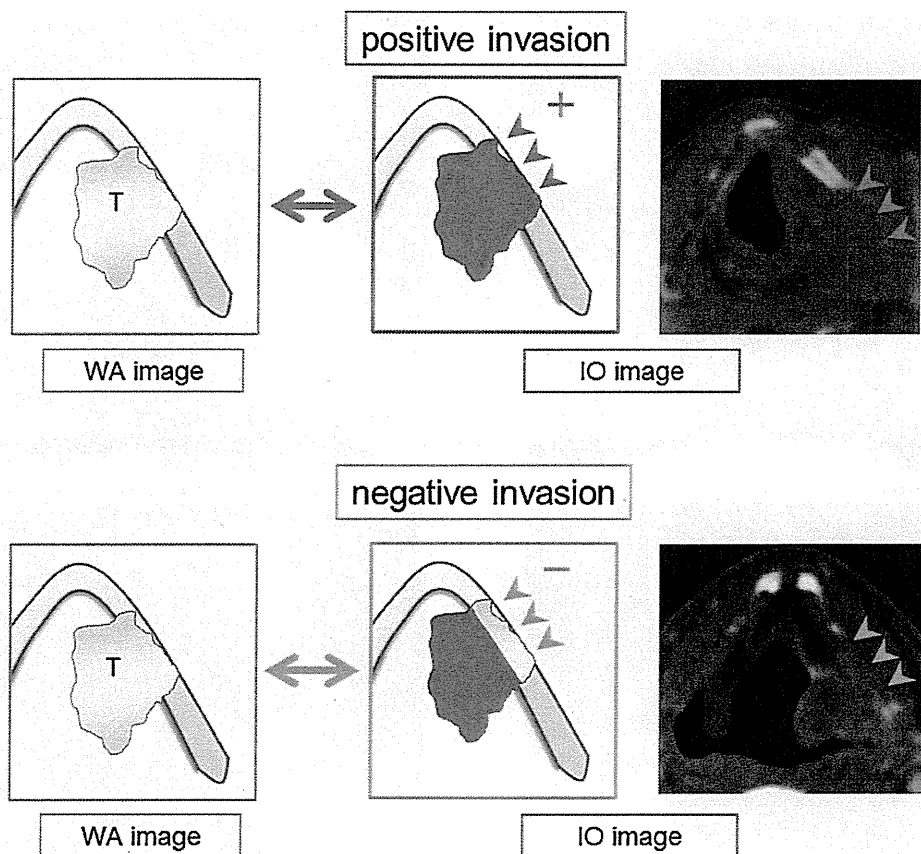 positive invasion
T
+
WA image
IO image
negative invasion
T
−
WA image
IO image